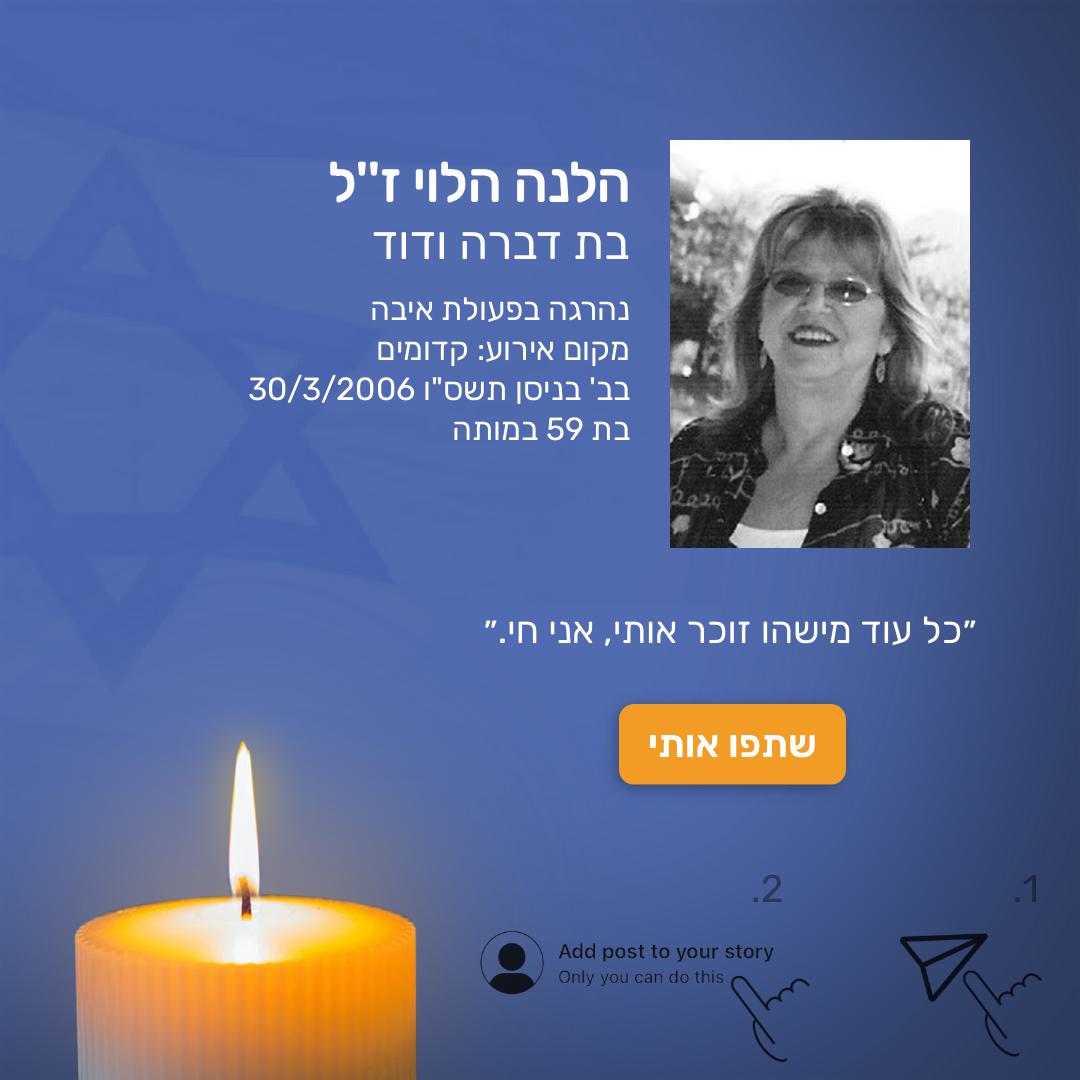 הלנה הלוי ז"ל
בת דברה ודוד
נהרגה בפעולת איבה
מקום אירוע: קדומים
בב' בניסן תשס"ו 30/3/2006
בת 59 במותה
״כל עוד מישהו זוכר אותי, אני חי.״
שתפו אותי
1.
2.
Add post to your story
Only you can do this